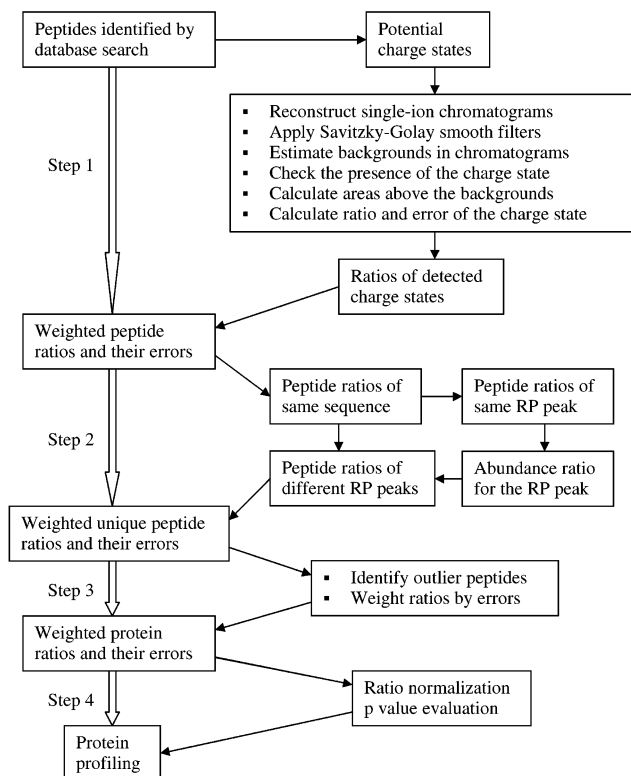 Peptides identified by
database search
Potential
charge states
▪ Reconstruct single-ion chromatograms
▪ Apply Savitzky-Golay smooth filters
▪ Estimate backgrounds in chromatograms
▪ Check the presence of the charge state
▪ Calculate areas above the backgrounds
▪ Calculate ratio and error of the charge state
Step 1
Ratios of detected
charge states
Weighted peptide
ratios and their errors
Peptide ratios of
same sequence
Peptide ratios of
same RP peak
Step 2
Peptide ratios of
different RP peaks
Abundance ratio
for the RP peak
Weighted unique peptide
ratios and their errors
Step 3
▪ Identify outlier peptides
▪ Weight ratios by errors
Weighted protein
ratios and their errors
Step 4
Ratio normalization
p value evaluation
Protein
profiling